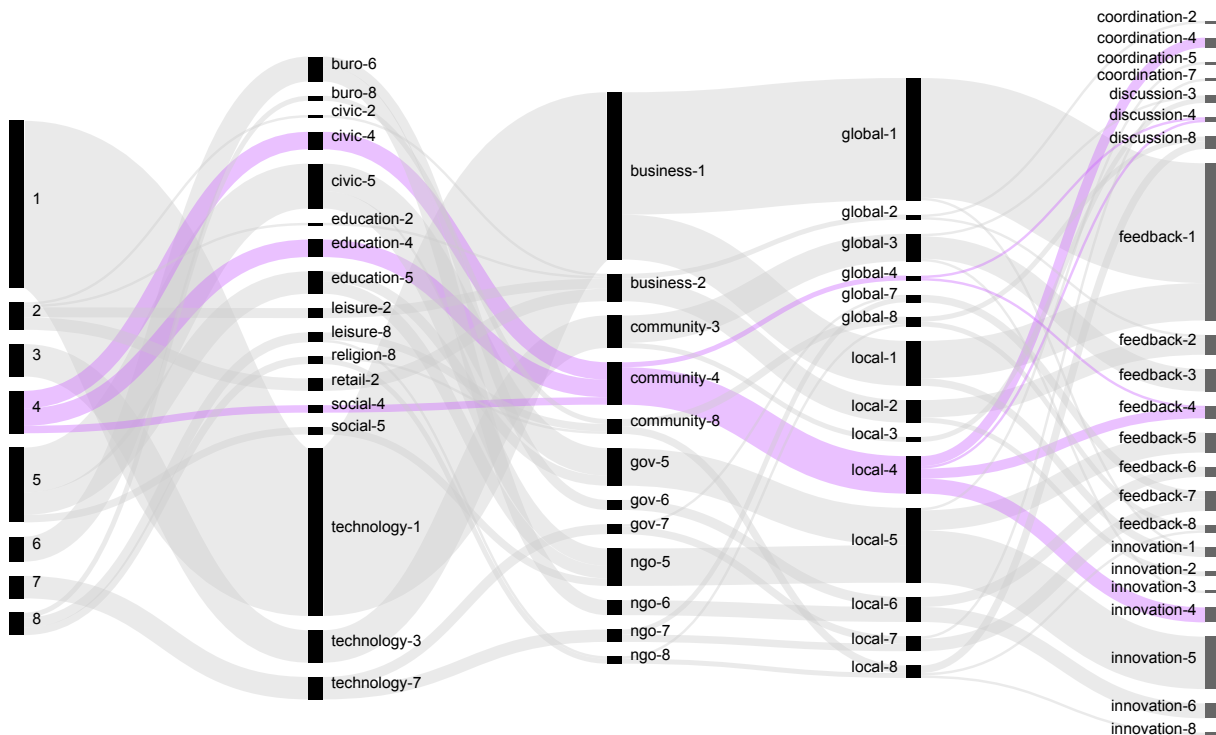 1
2
3
4
5
6
7
8
buro-6
buro-8
civic-2
civic-4
civic-5
education-2
education-4
education-5
leisure-2
leisure-8
religion-8
retail-2
social-4
social-5
technology-1
technology-3
technology-7
business-1
business-2
community-3
community-4
community-8
gov-5
gov-6
gov-7
ngo-5
ngo-6
ngo-7
ngo-8
global-1
global-2
global-3
global-4
global-7
global-8
local-1
local-2
local-3
local-4
local-5
local-6
local-7
local-8
coordination-2
coordination-4
coordination-5
coordination-7
discussion-3
discussion-4
discussion-8
feedback-1
feedback-2
feedback-3
feedback-4
feedback-5
feedback-6
feedback-7
feedback-8
innovation-1
innovation-2
innovation-3
innovation-4
innovation-5
innovation-6
innovation-8